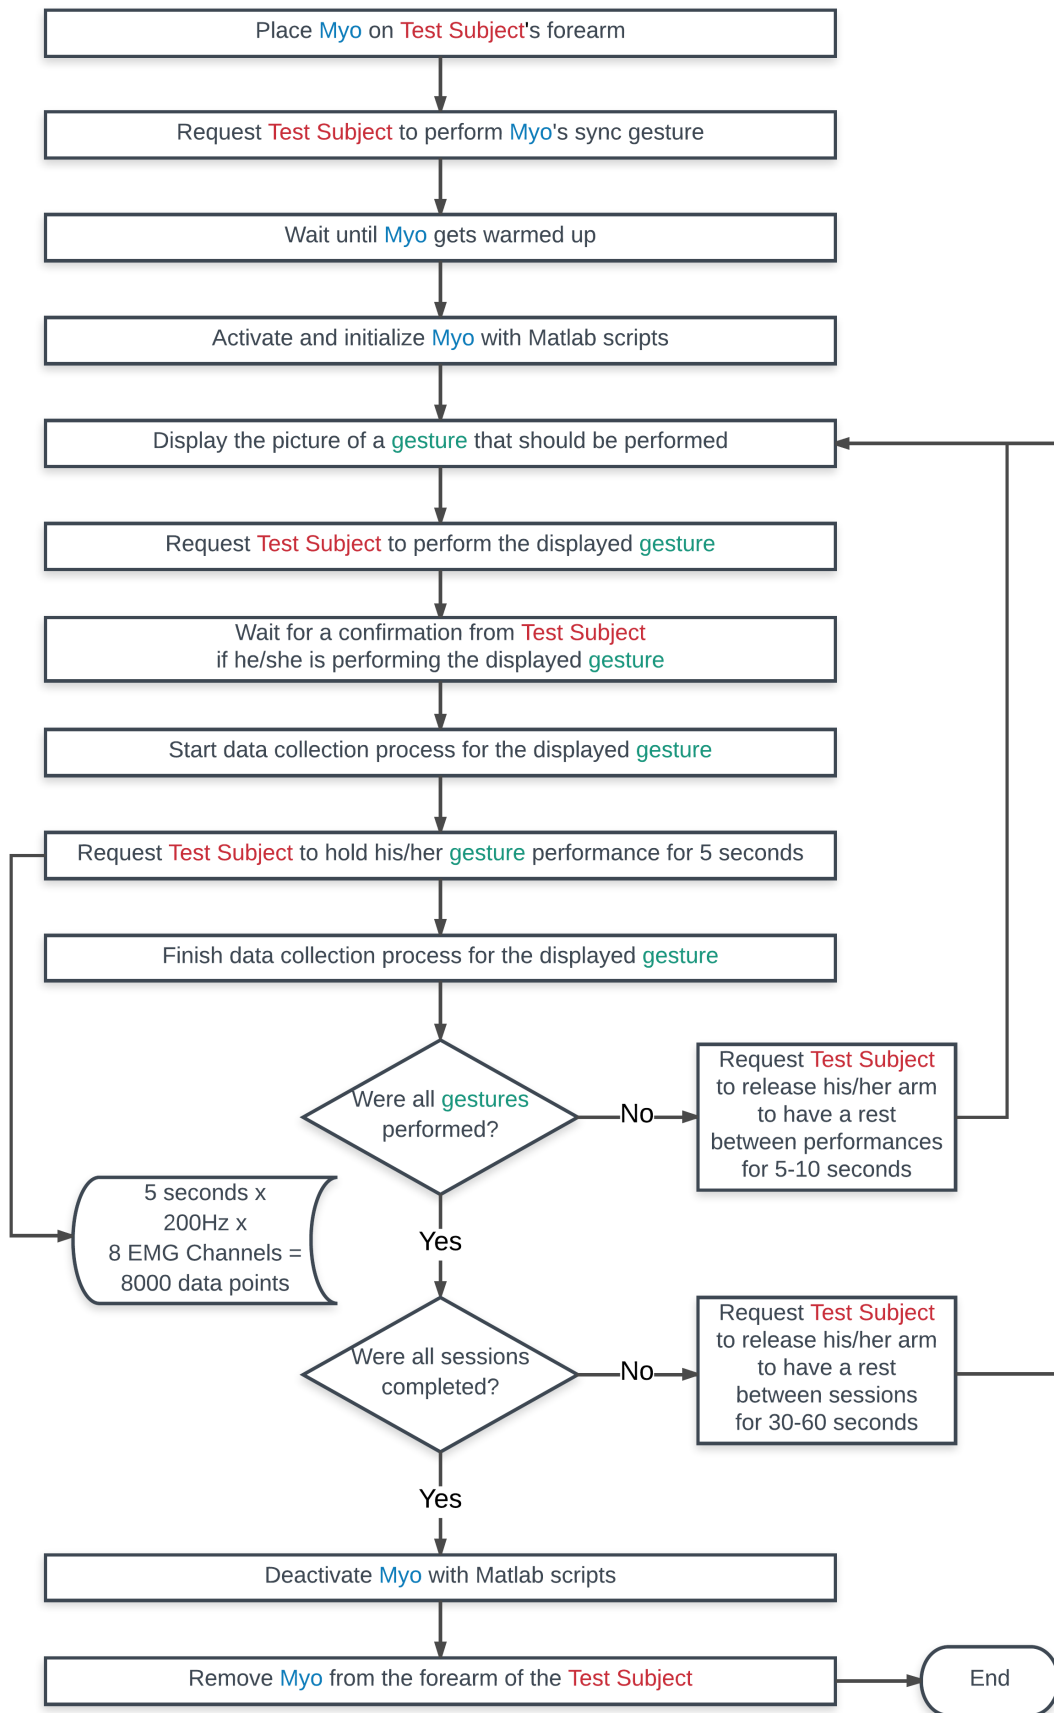 Place Myo on Test Subject's forearm
Request Test Subject to perform Myo's sync gesture
Wait until Myo gets warmed up
Activate and initialize Myo with Matlab scripts
Display the picture of a gesture that should be performed
Request Test Subject to perform the displayed gesture
Wait for a confirmation from Test Subject
if he/she is performing the displayed gesture
Start data collection process for the displayed gesture
Request Test Subject to hold his/her gesture performance for 5 seconds
Finish data collection process for the displayed gesture
Were all gestures
performed?
No
Request Test Subject
to release his/her arm
to have a rest
between performances
for 5-10 seconds
5 seconds x
200Hz x
8 EMG Channels =
8000 data points
Yes
Were all sessions
completed?
No
Request Test Subject
to release his/her arm
to have a rest
between sessions
for 30-60 seconds
Yes
Deactivate Myo with Matlab scripts
Remove Myo from the forearm of the Test Subject
End